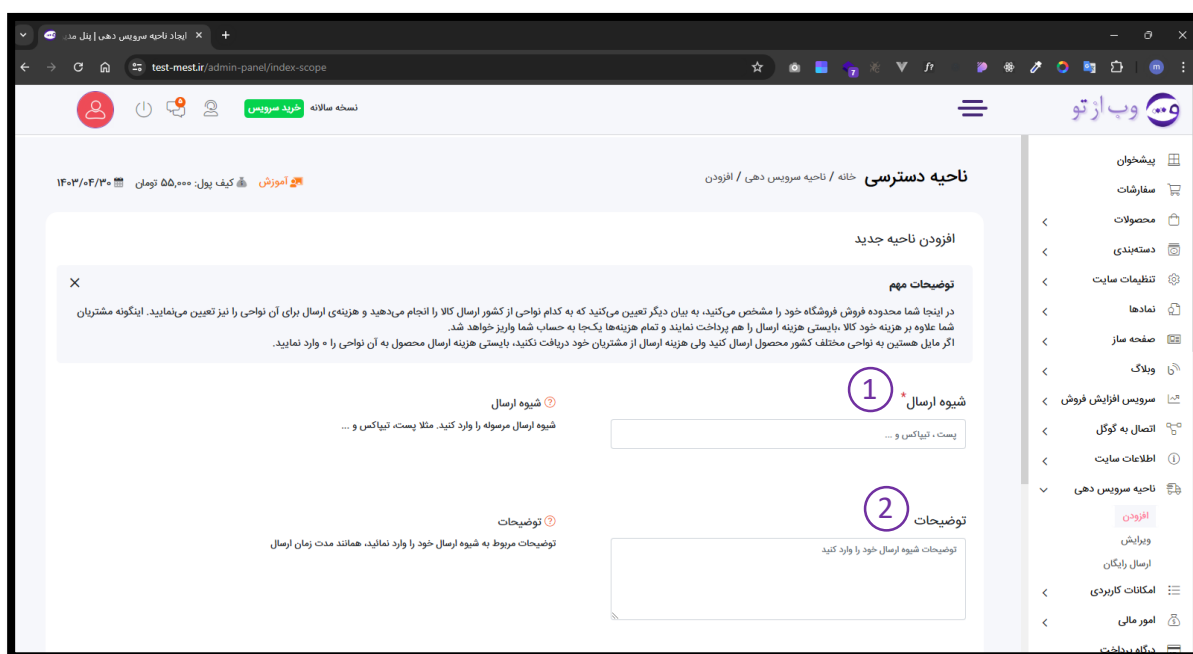 ایجاد ناحیه سرویس دهی | پنل مدی
test-mest.ir/admin-panel/index-scope
7
m
وب از تو
نسخه سالانه
خرید سرویس
0
پیشخوان
سفارشات
محصولات
دسته‌بندی
تنظیمات سایت
نمادها
صفحه ساز
وبلاگ
سرویس افزایش فروش
اتصال به گوگل
اطلاعات سایت
ناحیه سرویس دهی
افزودن
ویرایش
ارسال رایگان
امکانات کاربردی
امور مالی
درگاه پرداخت
ناحیه دسترسی خانه / ناحیه سرویس دهی / افزودن
آموزش کیف پول: ۵۵,۰۰۰ تومان ۱۴۰۳/۰۴/۳۰
افزودن ناحیه جدید
توضیحات مهم
در اینجا شما محدوده فروش فروشگاه خود را مشخص می‌کنید، به بیان دیگر تعیین می‌کنید که به کدام نواحی از کشور ارسال کالا را انجام می‌دهید و هزینه‌ی ارسال برای آن نواحی را نیز تعیین می‌نمایید. اینگونه مشتریان
شما علاوه بر هزینه خود کالا ،بایستی هزینه ارسال را هم پرداخت نمایند و تمام هزینه‌ها یک‌جا به حساب شما واریز خواهد شد.
اگر مایل هستین به نواحی مختلف کشور محصول ارسال کنید ولی هزینه ارسال از مشتریان خود دریافت نکنید، بایستی هزینه ارسال محصول به آن نواحی را ۰ وارد نمایید.
شیوه ارسال*
1
پست ، تیپاکس و ...
شیوه ارسال
شیوه ارسال مرسوله را وارد کنید. مثلا پست، تیپاکس و ...
توضیحات
2
توضیحات شیوه ارسال خود را وارد کنید
توضیحات
توضیحات مربوط به شیوه ارسال خود را وارد نمائید، همانند مدت زمان ارسال